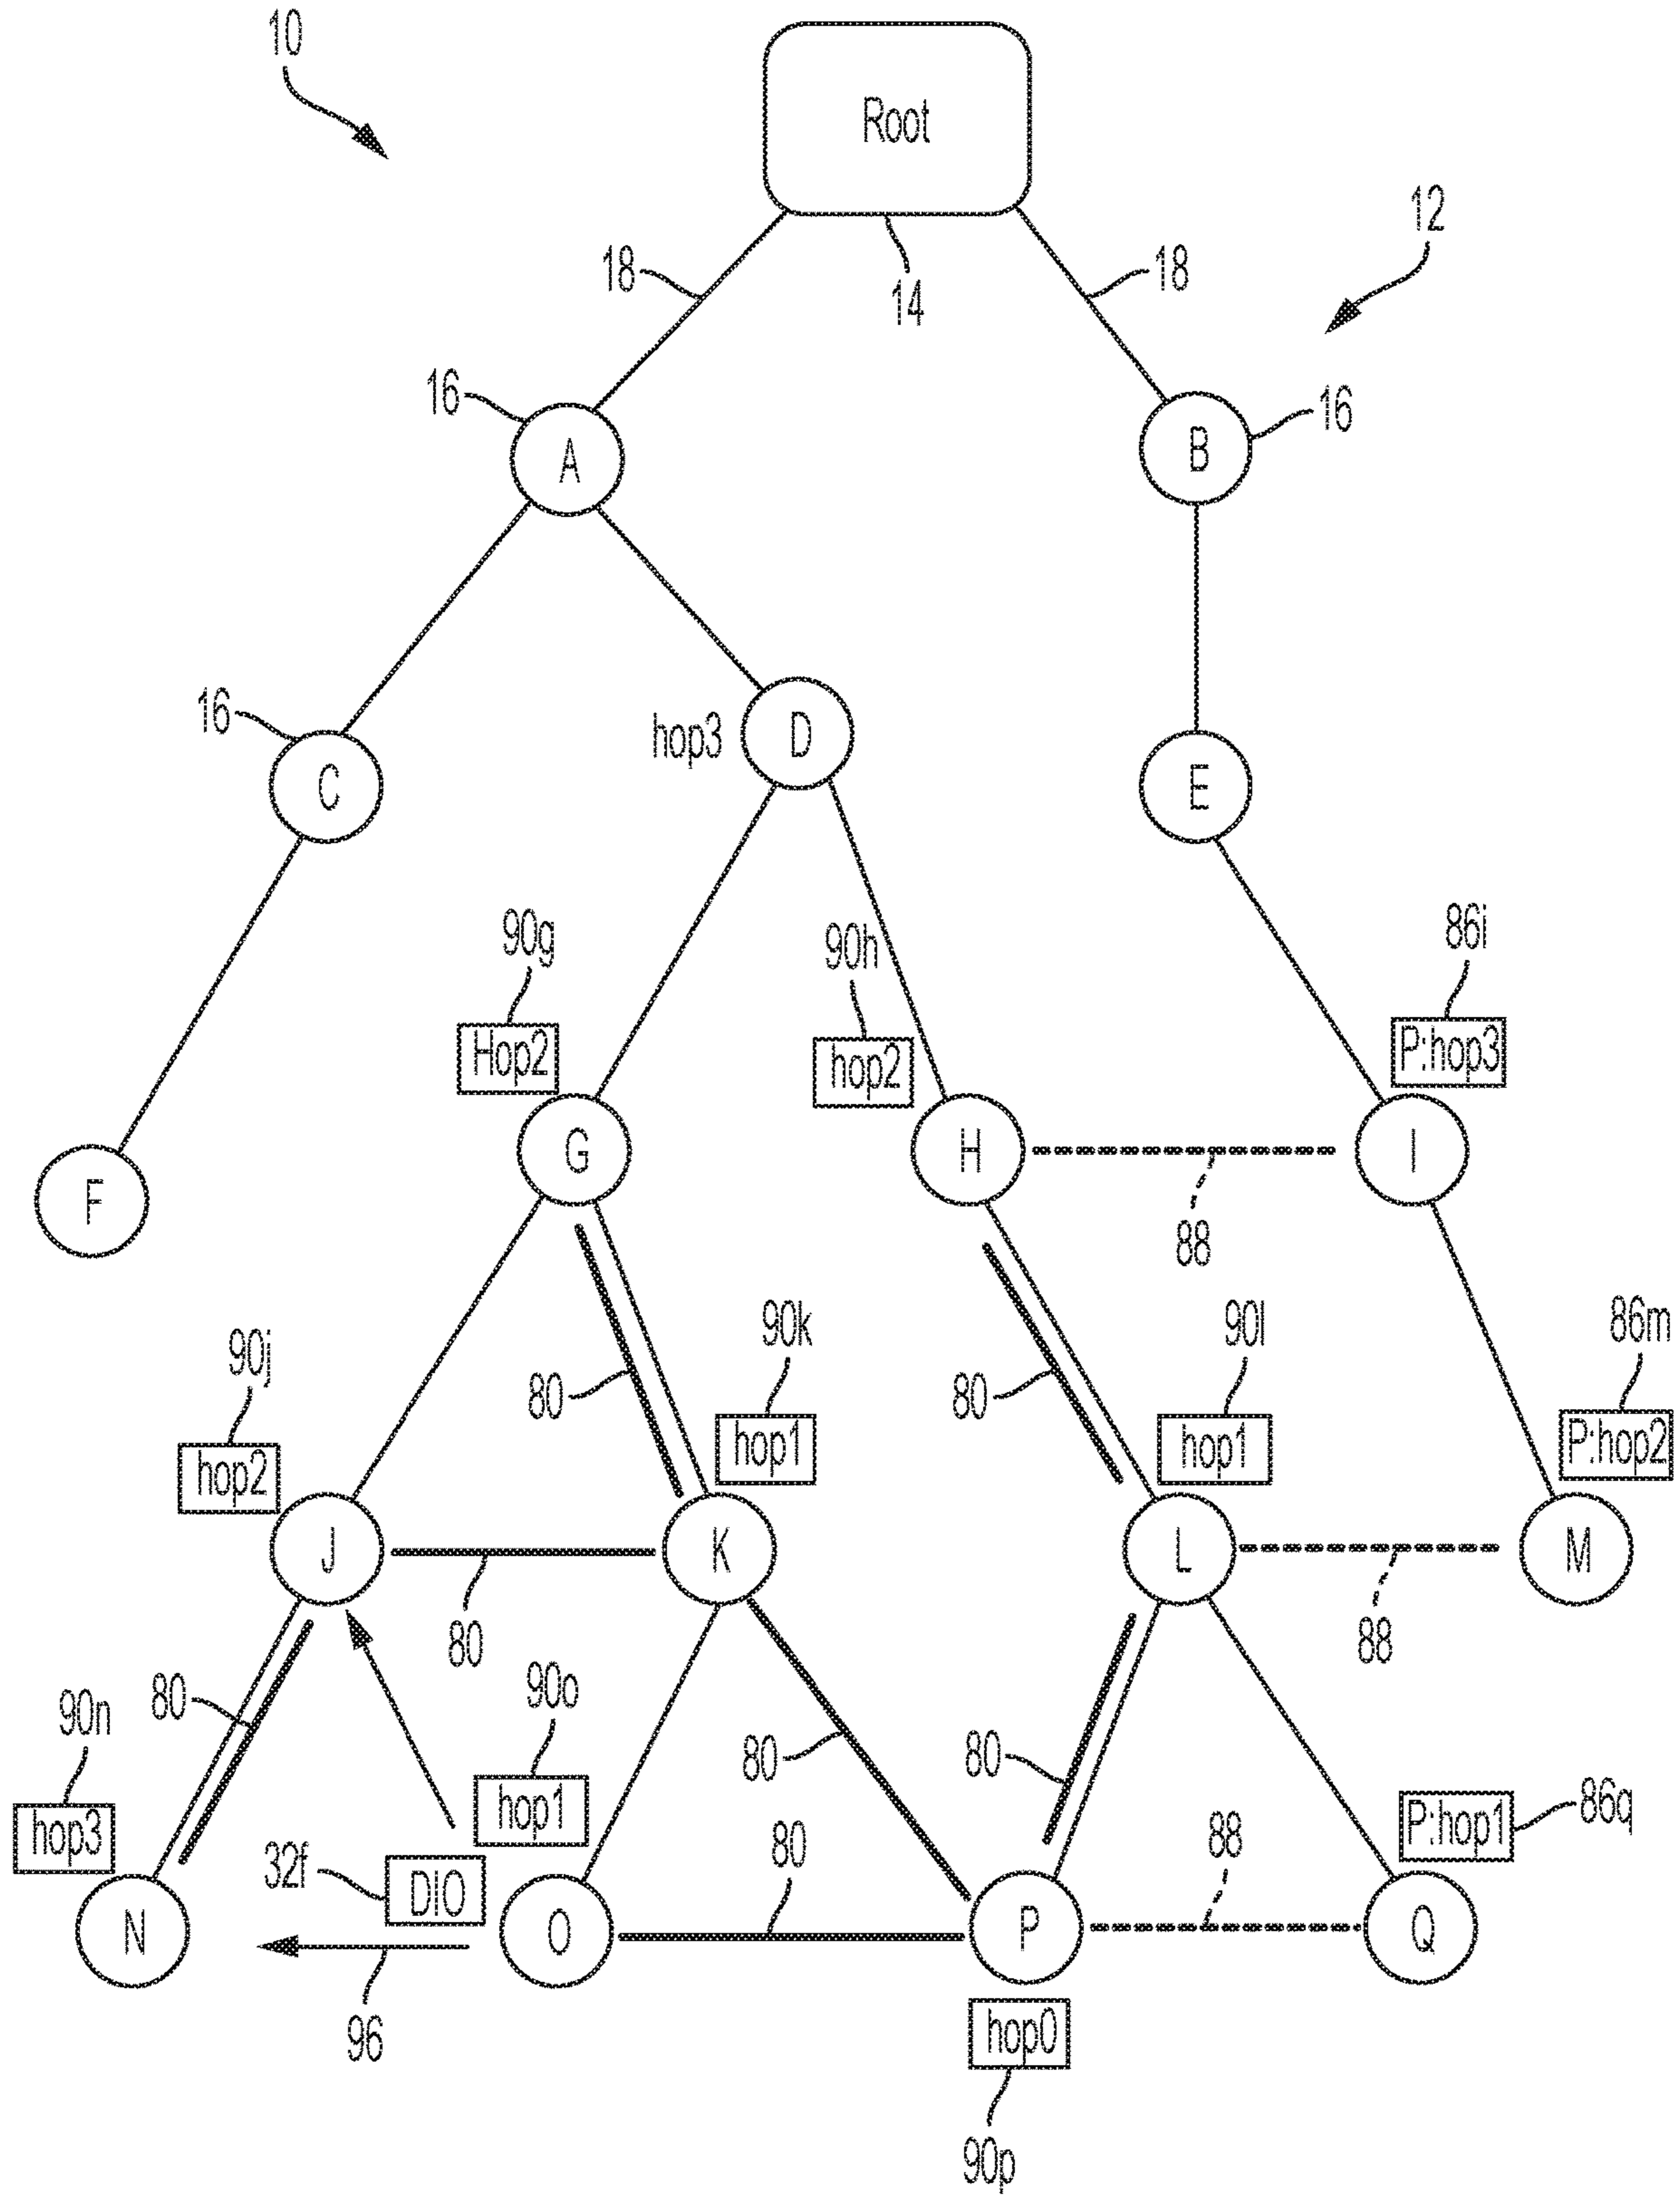 10
Root
12
18
18
14
16
A
B
16
16
hop3
D
C
E
90g
90h
86i
Hop2
hop2
P:hop3
G
H
I
F
88
90j
90k
90l
86m
80
80
hop2
hop1
hop1
P:hop2
J
K
L
M
80
88
90n
80
90o
80
80
hop3
hop1
P:hop1
86q
32f
DIO
80
88
N
O
P
Q
96
hop0
90p